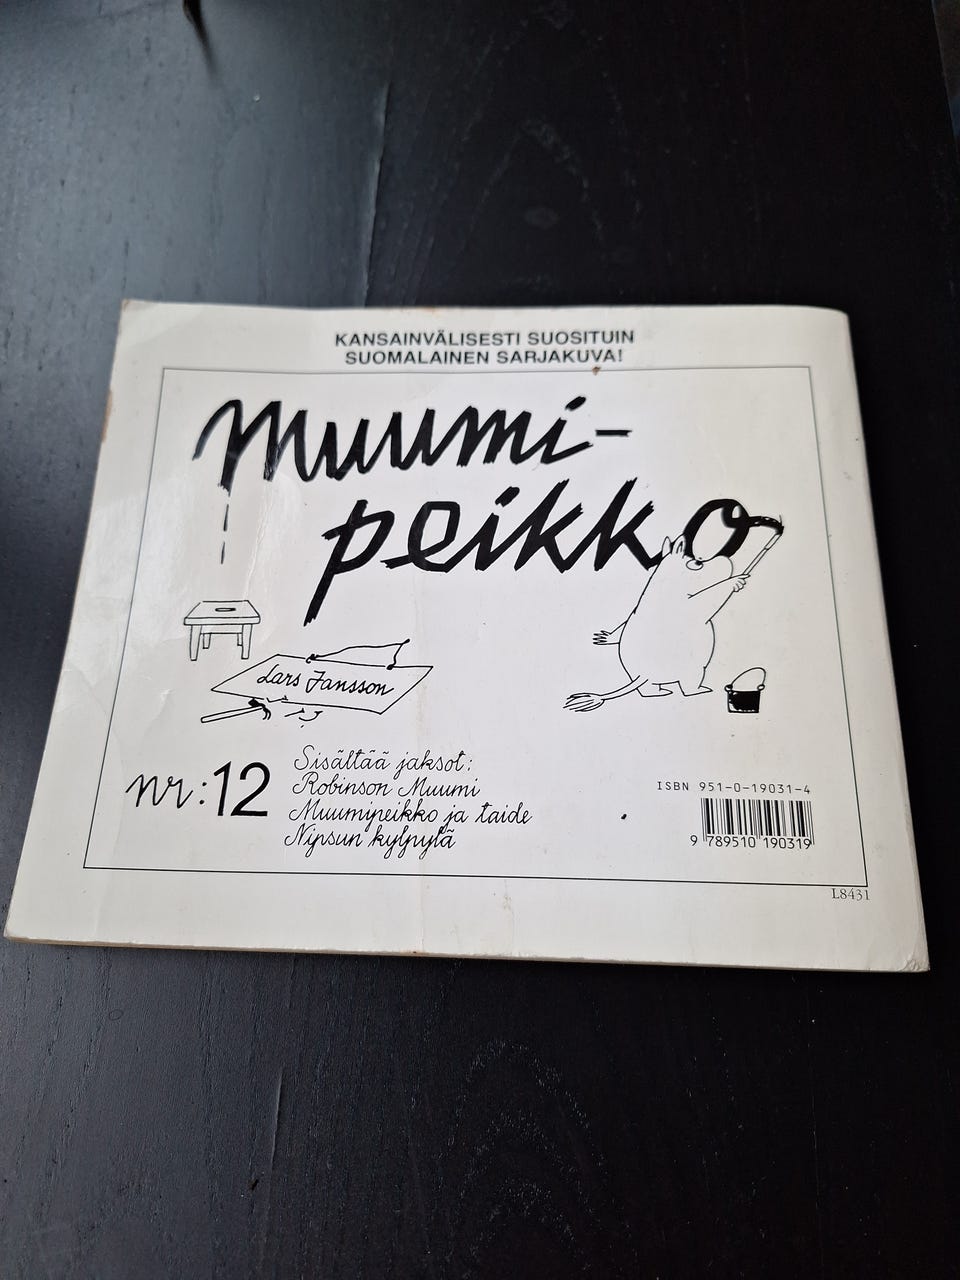 KANSAINVÄLISESTI SUOSITUIN
SUOMALAINEN SARJAKUVA!
Muumi-
peikko
Lars Jansson
nr: 12
Sisältää jaksot:
Robinson Muumi
Muumipeikko ja taide
Nipsun kylpylä
ISBN 951-0-19031-4
9 789510 190319
L8431